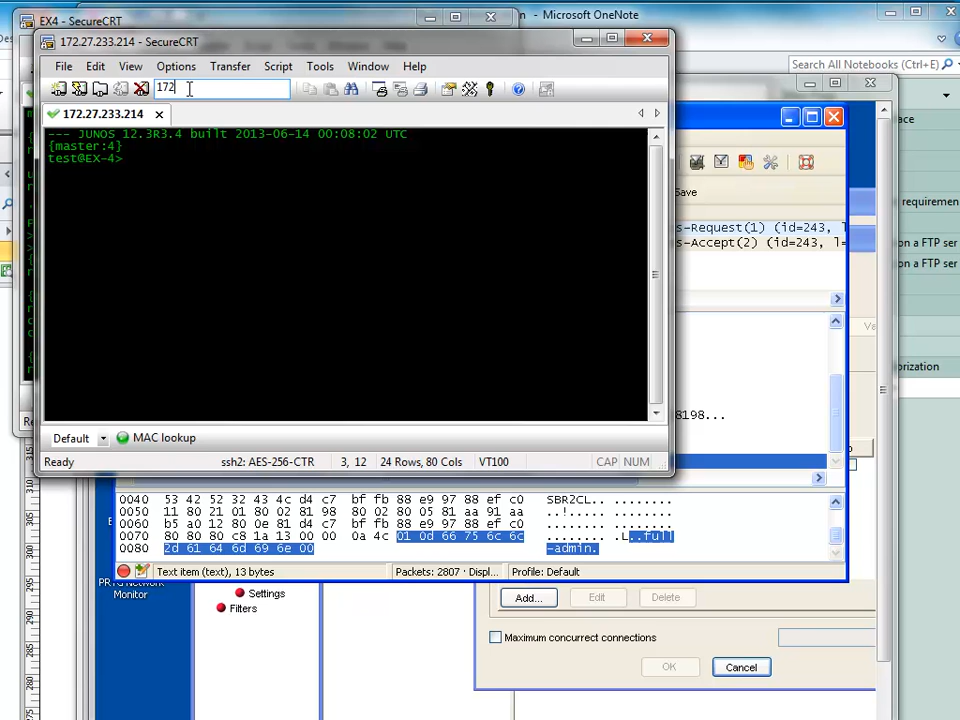 EX4 - SecureCRT
- Microsoft OneNote
172.27.233.214 - SecureCRT
File Edit View Options Transfer Script Tools Window Help
Search All Notebooks (Ctrl+E)
172
172.27.233.214
--- JUNOS 12.3R3.4 built 2013-06-14 00:08:02 UTC
{master:4}
test@EX-4>
Save
requiremen
s-Request(1) (id=243, l
s-Accept(2) (id=243, l=
on a FTP ser
on a FTP ser
orization
8198...
Default MAC lookup
Ready ssh2: AES-256-CTR 3, 12 24 Rows, 80 Cols VT100 CAP NUM
0040 53 42 52 32 43 4c d4 c7 bf fb 88 e9 97 88 ef c0 SBR2CL.. ........
0050 11 80 21 01 80 02 81 98 80 02 80 05 81 aa 91 aa ..!..... ........
0060 b5 a0 12 80 0e 81 d4 c7 bf fb 88 e9 97 88 ef c0 ........ ........
0070 80 80 80 c8 1a 13 00 00 0a 4c 01 0d 66 75 6c 6c ........ .L..full
0080 2d 61 64 6d 69 6e 00 -admin.
Text item (text), 13 bytes Packets: 2807 · Displ... Profile: Default
PRTG Network
Monitor
Settings
Filters
Add... Edit Delete
Maximum concurrent connections
OK Cancel
315
295
290
285
280
275